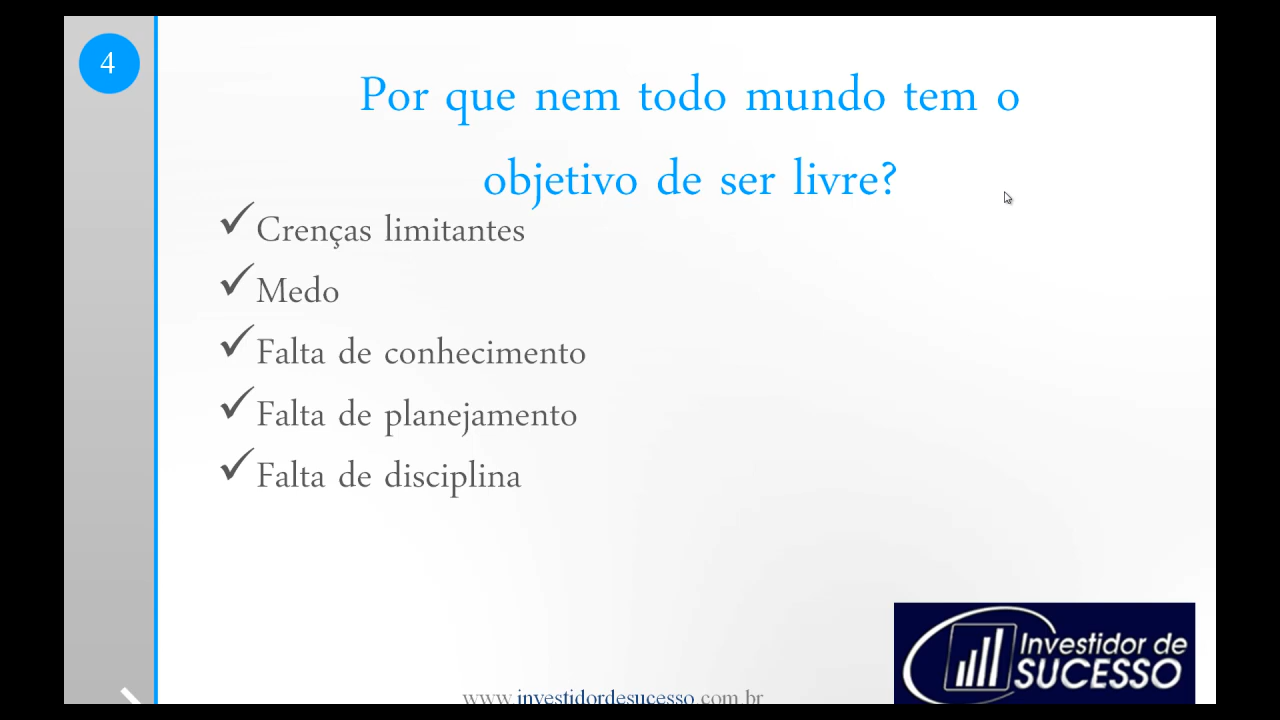 4
Por que nem todo mundo tem o
objetivo de ser livre?
Crenças limitantes
Medo
Falta de conhecimento
Falta de planejamento
Falta de disciplina
Investidor de
SUCESSO
www.investidordesucesso.com.br